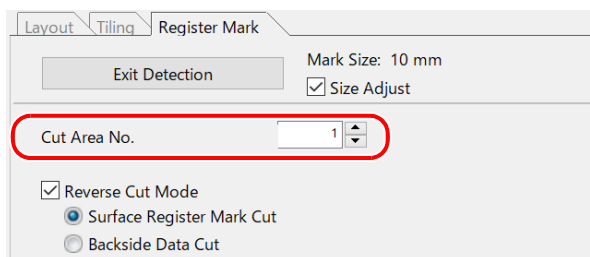 Layout Tiling Register Mark
Exit Detection
Mark Size: 10 mm
Size Adjust
Cut Area No. 1
Reverse Cut Mode
Surface Register Mark Cut
Backside Data Cut